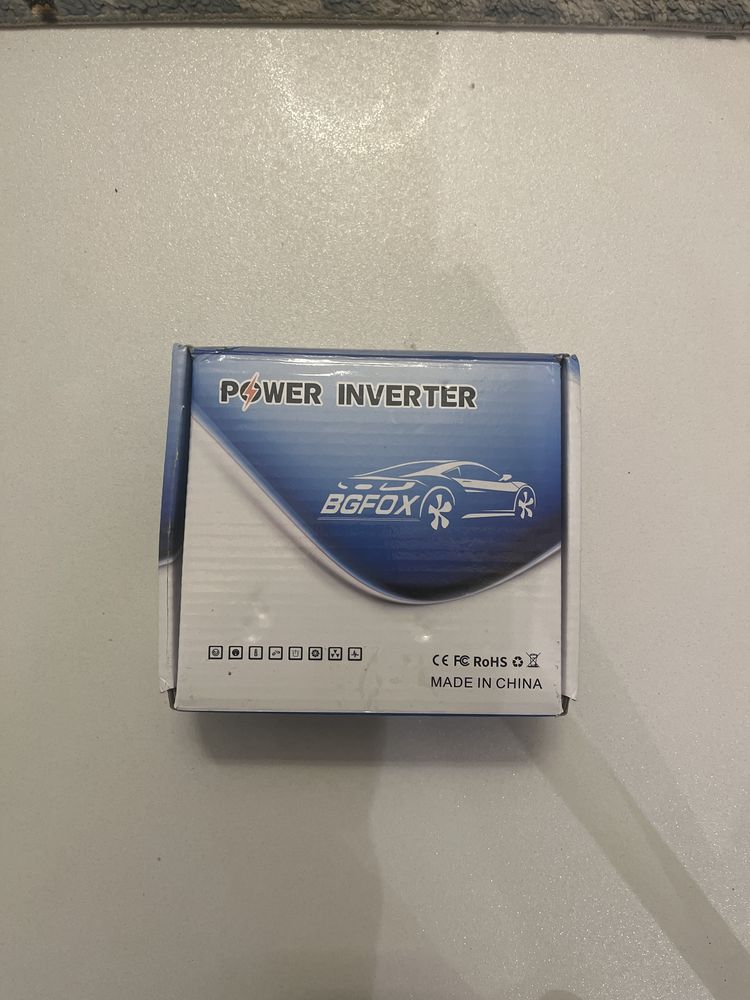 POWER INVERTER
BGFOX
CE FC RoHS
MADE IN CHINA